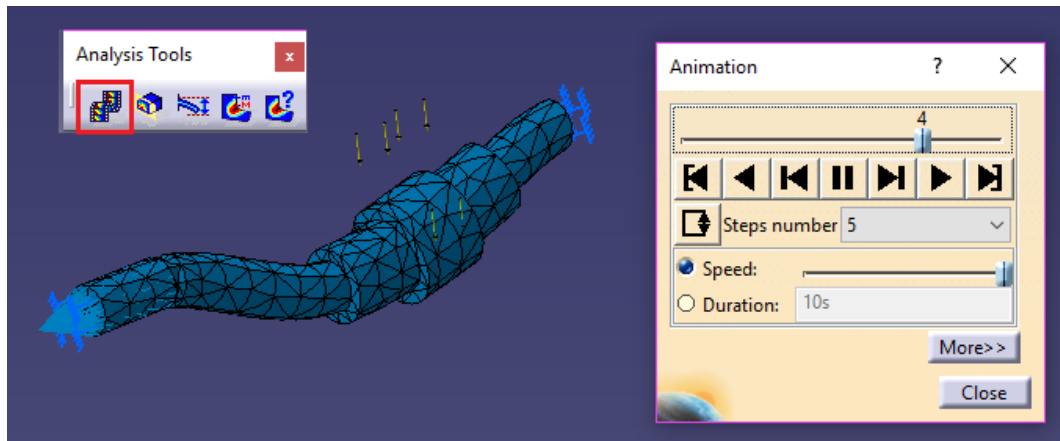 Analysis Tools
x
M
?
Animation
?
4
Steps number 5
Speed:
Duration: 10s
More>>
Close